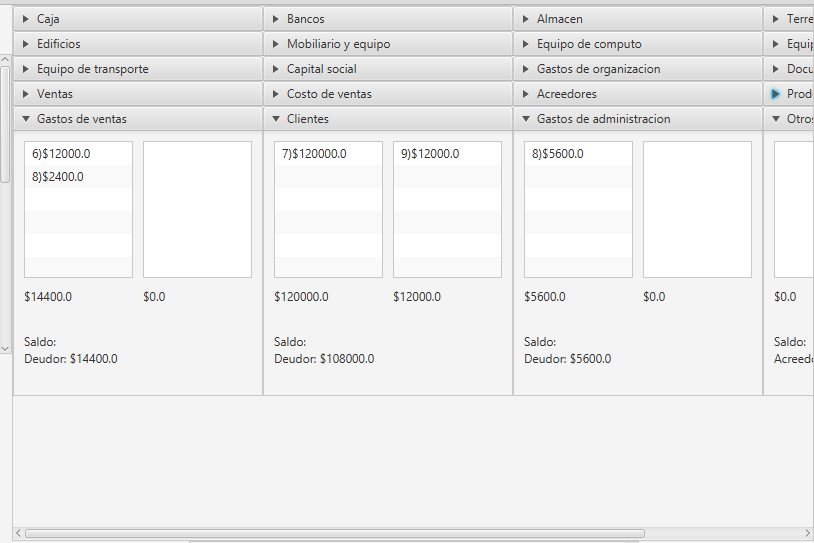 Caja
Bancos
Almacen
Terre
Edificios
Mobiliario y equipo
Equipo de computo
Equip
Equipo de transporte
Capital social
Gastos de organizacion
Docu
Ventas
Costo de ventas
Acreedores
Prod
Gastos de ventas
Clientes
Gastos de administracion
Otros
6)$12000.0
8)$2400.0
7)$120000.0
9)$12000.0
8)$5600.0
$14400.0
$0.0
$120000.0
$12000.0
$5600.0
$0.0
$0.0
Saldo:
Deudor: $14400.0
Saldo:
Deudor: $108000.0
Saldo:
Deudor: $5600.0
Saldo:
Acreed